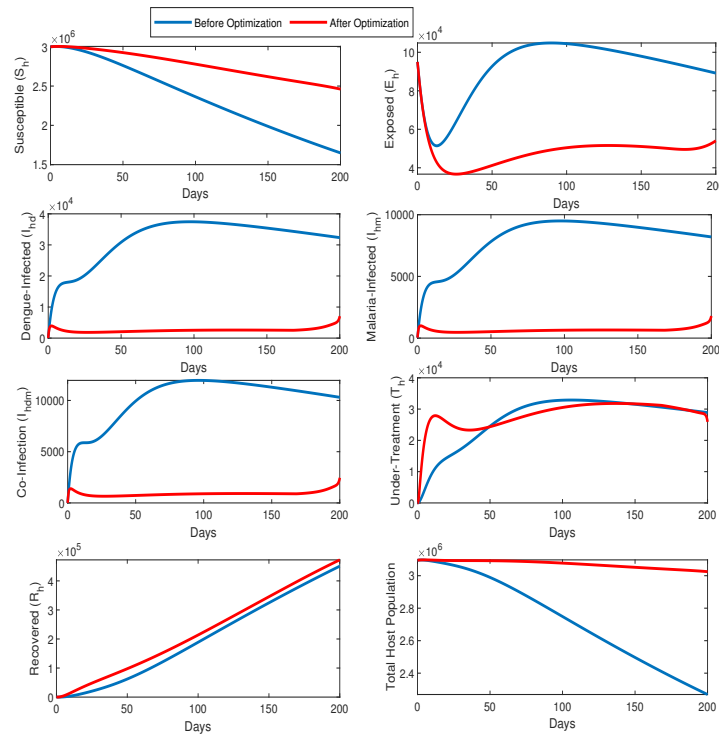 Before Optimization After Optimization
×10^6
3
2.5
2
1.5
Susceptible (S_h)
0 50 100 150 200
Days
×10^4
10
8
6
4
Exposed (E_h)
0 50 100 150 200
Days
×10^4
4
3
2
1
0
Dengue-Infected (I_hd)
0 50 100 150 200
Days
10000
5000
0
Malaria-Infected (I_hm)
0 50 100 150 200
Days
10000
5000
0
Co-Infection (I_hdm)
0 50 100 150 200
Days
×10^4
4
3
2
1
0
Under-Treatment (T_h)
0 50 100 150 200
Days
×10^5
4
3
2
1
0
Recovered (R_h)
0 50 100 150 200
Days
×10^6
3
2.8
2.6
2.4
Total Host Population
0 50 100 150 200
Days